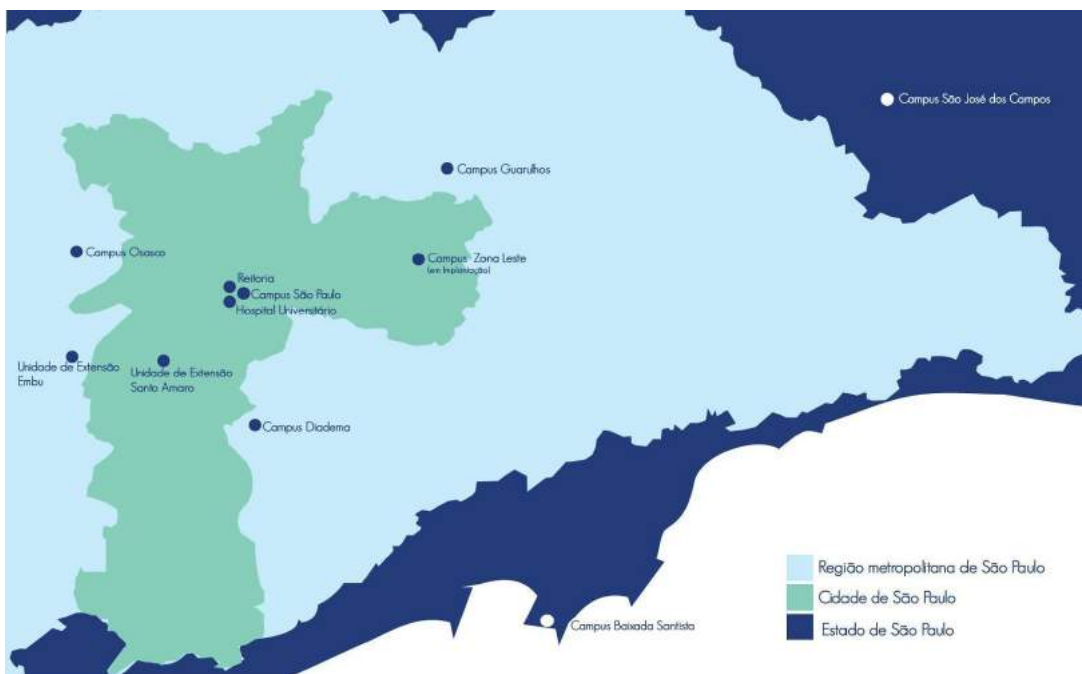 Campus São José dos Campos
Campus Guarulhos
Campus Osasco
Campus Zona Leste
(em Implantação)
Reitoria
Campus São Paulo
Hospital Universitário
Unidade de Extensão
Embu
Unidade de Extensão
Santo Amaro
Campus Diadema
Região metropolitana de São Paulo
Cidade de São Paulo
Estado de São Paulo
Campus Baixada Santista